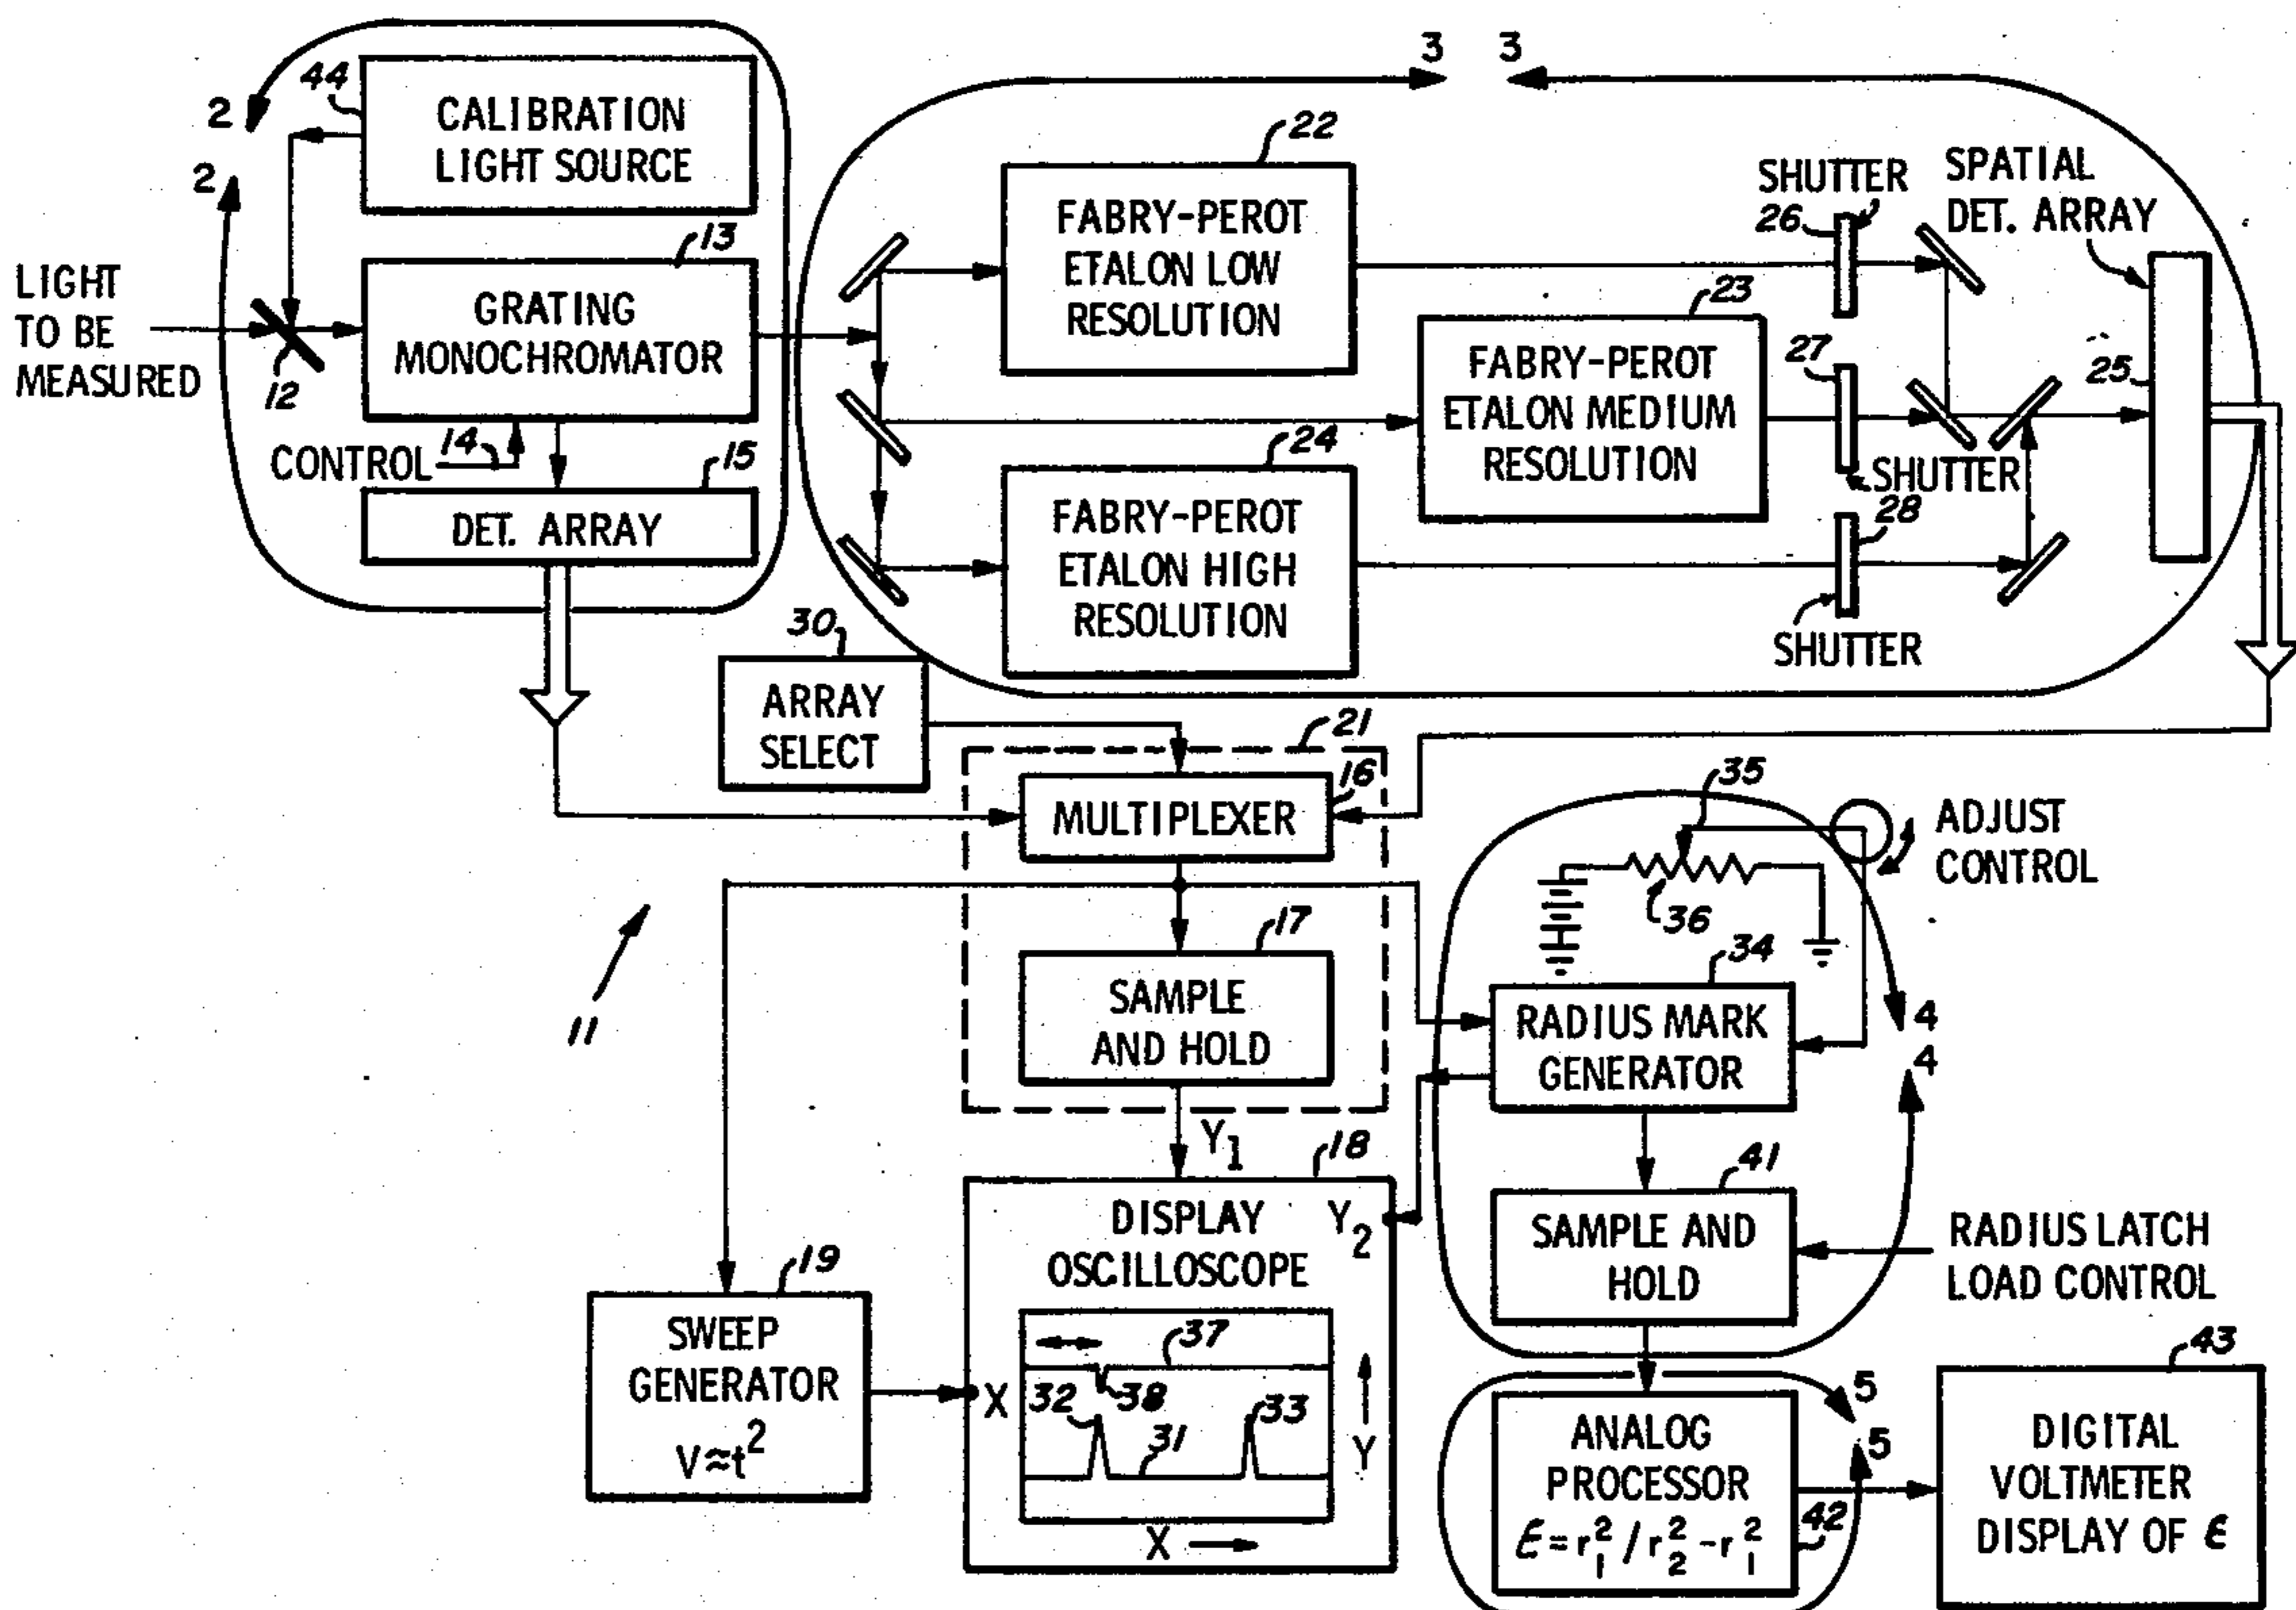 44
CALIBRATION
LIGHT SOURCE
2
2
LIGHT
TO BE
MEASURED
12
13
GRATING
MONOCHROMATOR
CONTROL
14
15
DET. ARRAY
3
3
22
FABRY-PEROT
ETALON LOW
RESOLUTION
23
FABRY-PEROT
ETALON MEDIUM
RESOLUTION
24
FABRY-PEROT
ETALON HIGH
RESOLUTION
SHUTTER
26
27
SHUTTER
28
SHUTTER
SPATIAL
DET. ARRAY
25
30
ARRAY
SELECT
21
16
MULTIPLEXER
17
SAMPLE
AND HOLD
11
35
36
ADJUST
CONTROL
34
RADIUS MARK
GENERATOR
4
4
41
SAMPLE AND
HOLD
RADIUS LATCH
LOAD CONTROL
Y1
18
DISPLAY
OSCILLOSCOPE
Y2
X
37
32
38
33
31
Y
X
19
SWEEP
GENERATOR
V≈t²
5
5
ANALOG
PROCESSOR
ε=r₁²/r₂²-r₁²
42
43
DIGITAL
VOLTMETER
DISPLAY OF ε